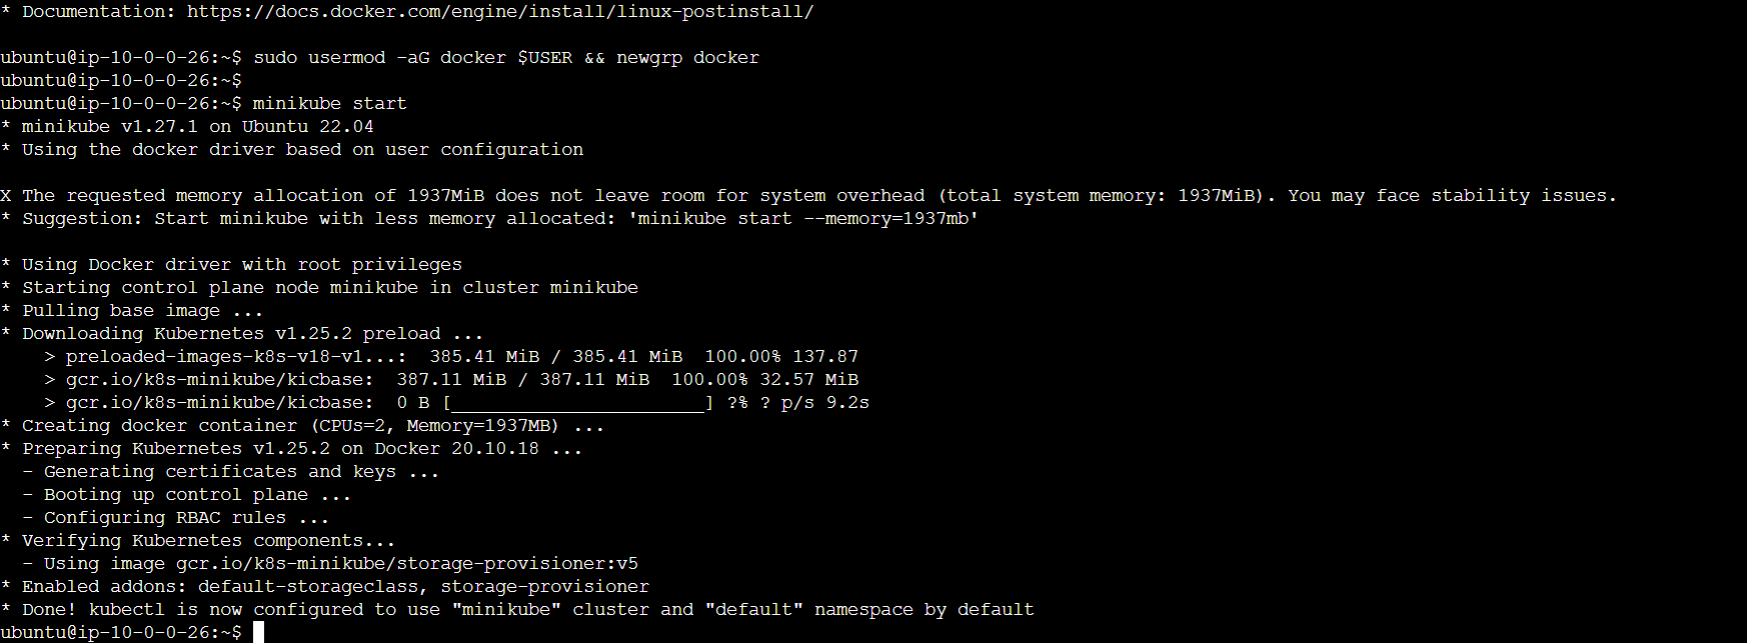 * Documentation: https://docs.docker.com/engine/install/linux-postinstall/
ubuntu@ip-10-0-0-26:~$ sudo usermod -aG docker $USER && newgrp docker
ubuntu@ip-10-0-0-26:~$
ubuntu@ip-10-0-0-26:~$ minikube start
* minikube v1.27.1 on Ubuntu 22.04
* Using the docker driver based on user configuration
X The requested memory allocation of 1937MiB does not leave room for system overhead (total system memory: 1937MiB). You may face stability issues.
* Suggestion: Start minikube with less memory allocated: 'minikube start --memory=1937mb'
* Using Docker driver with root privileges
* Starting control plane node minikube in cluster minikube
* Pulling base image ...
* Downloading Kubernetes v1.25.2 preload ...
    > preloaded-images-k8s-v18-v1...:  385.41 MiB / 385.41 MiB  100.00% 137.87
    > gcr.io/k8s-minikube/kicbase:  387.11 MiB / 387.11 MiB  100.00% 32.57 MiB
    > gcr.io/k8s-minikube/kicbase:  0 B [_______________________] ?% ? p/s 9.2s
* Creating docker container (CPUs=2, Memory=1937MB) ...
* Preparing Kubernetes v1.25.2 on Docker 20.10.18 ...
  - Generating certificates and keys ...
  - Booting up control plane ...
  - Configuring RBAC rules ...
* Verifying Kubernetes components...
  - Using image gcr.io/k8s-minikube/storage-provisioner:v5
* Enabled addons: default-storageclass, storage-provisioner
* Done! kubectl is now configured to use "minikube" cluster and "default" namespace by default
ubuntu@ip-10-0-0-26:~$